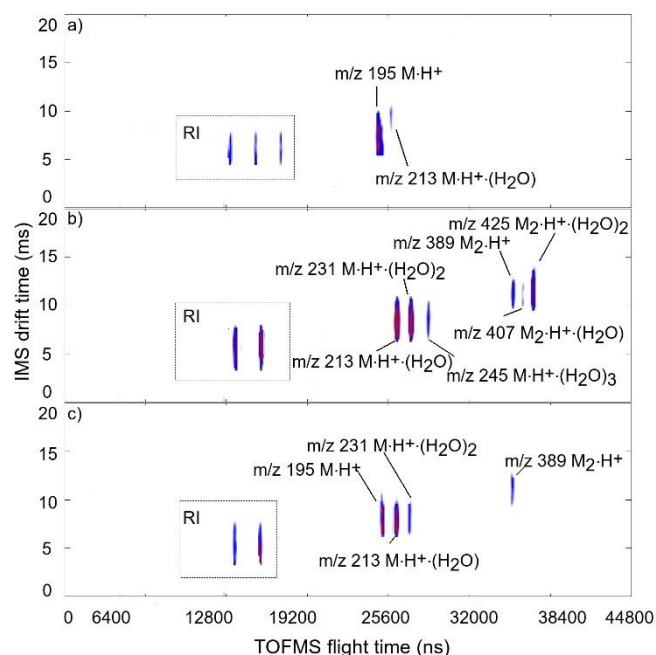 20 a)
m/z 195 M·H+
15
10
RI
5
m/z 213 M·H+·(H2O)
0
20 b)
m/z 425 M2·H+·(H2O)2
m/z 389 M2·H+
15
m/z 231 M·H+·(H2O)2
10
RI
m/z 407 M2·H+·(H2O)
5
m/z 213 M·H+·(H2O)
m/z 245 M·H+·(H2O)3
0
20 c)
m/z 231 M·H+·(H2O)2
m/z 389 M2·H+
15
m/z 195 M·H+
10
RI
5
m/z 213 M·H+·(H2O)
0
IMS drift time (ms)
0 6400 12800 19200 25600 32000 38400 44800
TOFMS flight time (ns)